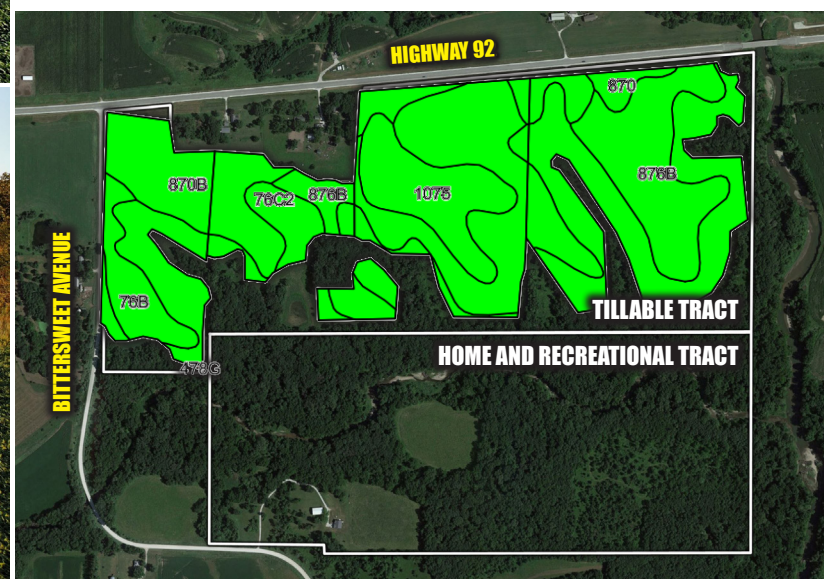 HIGHWAY 92
870
870B
76C2
876B
1075
876B
76B
BITTERSWEET AVENUE
TILLABLE TRACT
HOME AND RECREATIONAL TRACT
478G